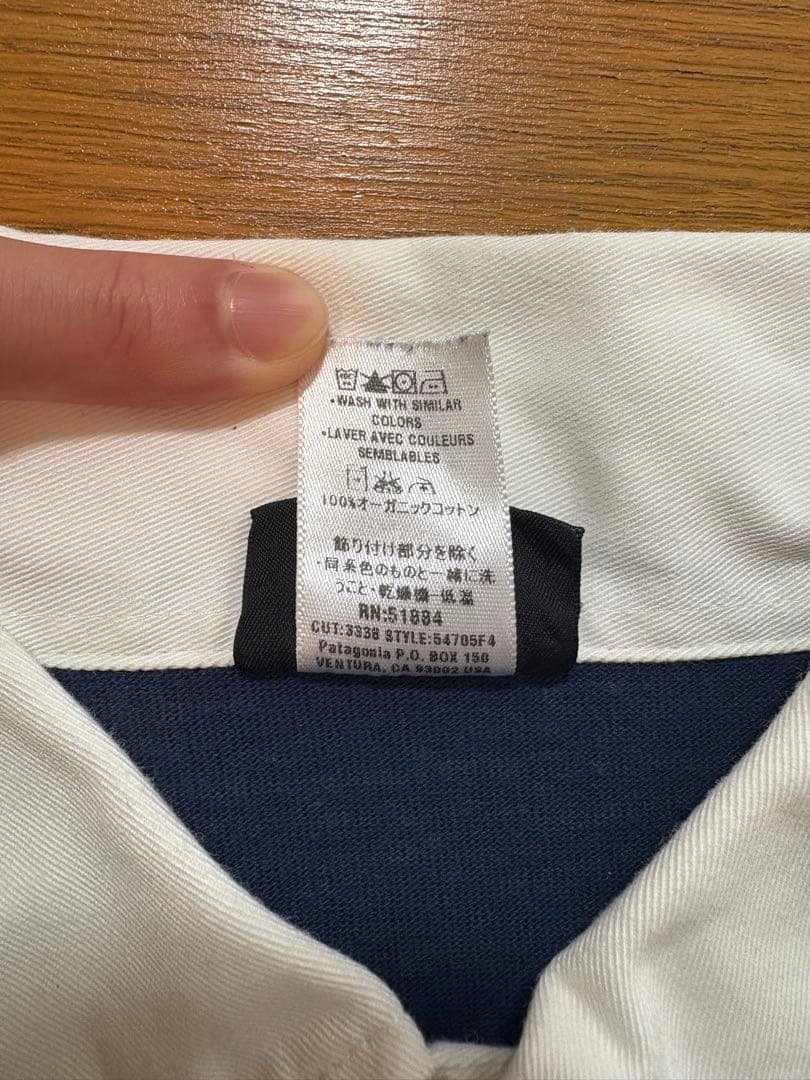 •WASH WITH SIMILAR
COLORS
•LAVER AVEC COULEURS
SEMBLABLES
100%オーガニックコットン
飾り付け部分を除く
・同系色のものと一緒に洗
うこと・乾燥機-低温
RN:51884
CUT:3338 STYLE:54705F4
Patagonia P.O. BOX 150
VENTURA, CA 93002 USA